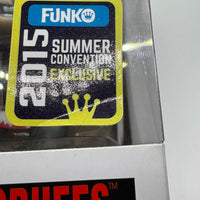 FUNKO
2015
SUMMER
CONVENTION
EXCLUSIVE